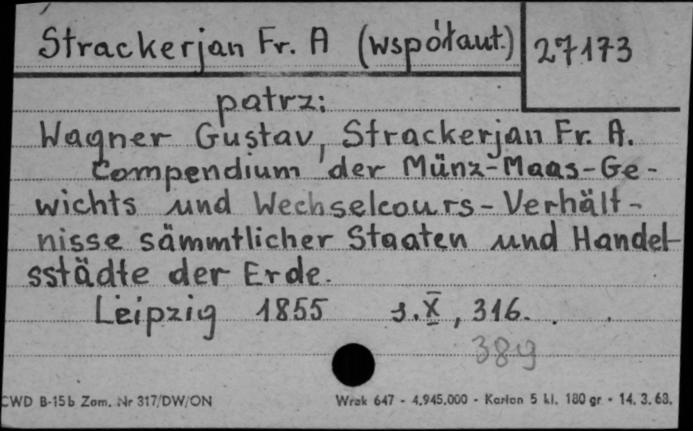 Strackerjan Fr. A (współaut.) 27173
patrz:
Wagner Gustav, Strackerjan Fr. A.
Compendium der Münz-Maas-Ge-
wichts und Wechselcours-Verhält-
nisse sämmtlicher Staaten und Handel-
sstädte der Erde.
Leipzig 1855 s. X, 316.
389
CWD B-15b Zam. Nr 317/DW/ON Wrak 647 - 4.945.000 - Karton 5 kl. 180 gr - 14. 3. 63.